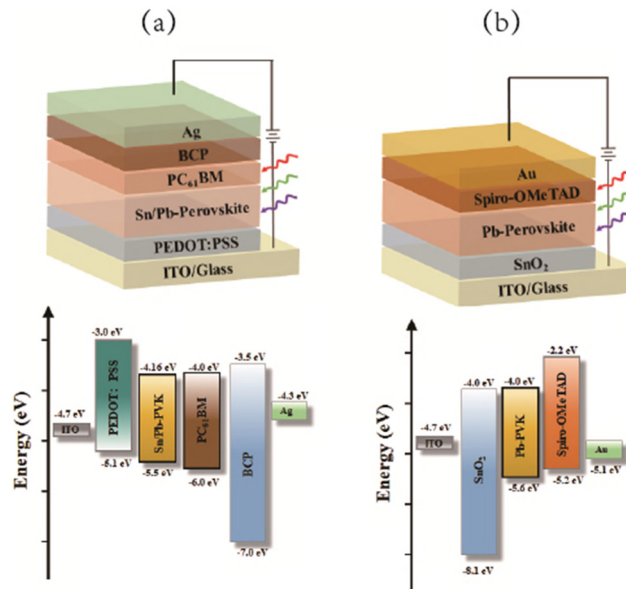 (a)
Ag
BCP
PC₆₁BM
Sn/Pb-Perovskite
PEDOT:PSS
ITO/Glass
(b)
Au
Spiro-OMeTAD
Pb-Perovskite
SnO₂
ITO/Glass
Energy (eV)
-4.7 eV
ITO
-3.0 eV
PEDOT: PSS
-5.1 eV
-4.16 eV
Sn/Pb-PVK
-5.5 eV
-4.0 eV
PC₆₁BM
-6.0 eV
-3.5 eV
BCP
-7.0 eV
-4.3 eV
Ag
Energy (eV)
-4.7 eV
ITO
-4.0 eV
SnO₂
-8.1 eV
-4.0 eV
Pb-PVK
-5.6 eV
-2.2 eV
Spiro-OMeTAD
-5.2 eV
Au
-5.1 eV